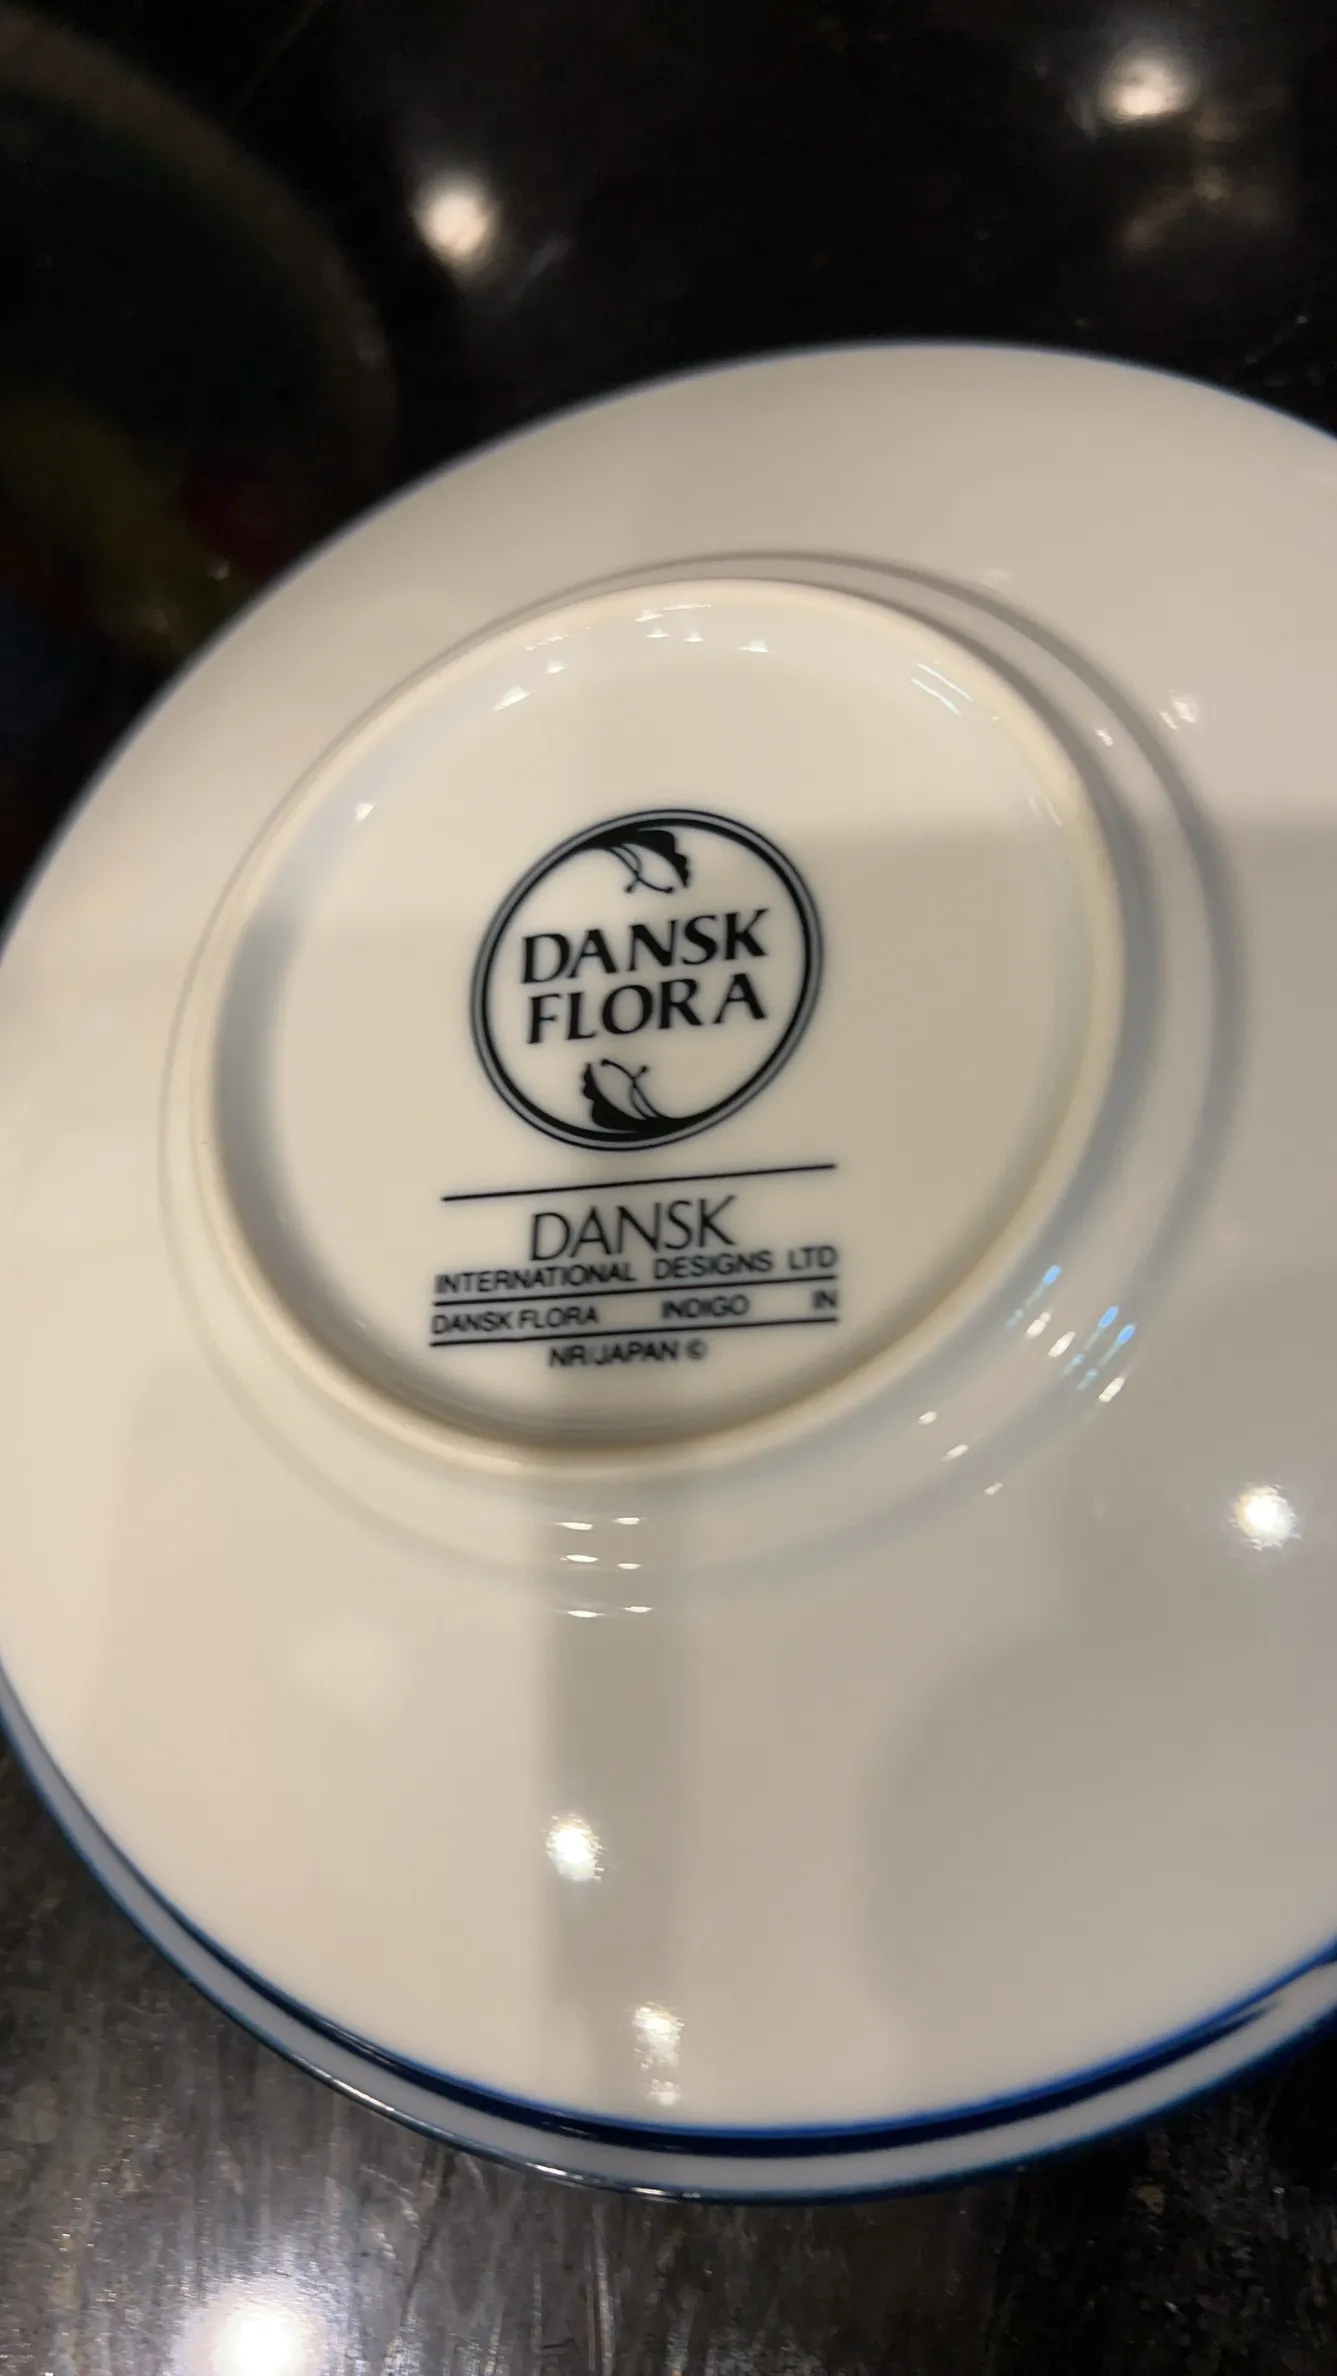 DANSK
FLORA
DANSK
INTERNATIONAL DESIGNS LTD
DANSK FLORA INDIGO IN
NR/JAPAN ©